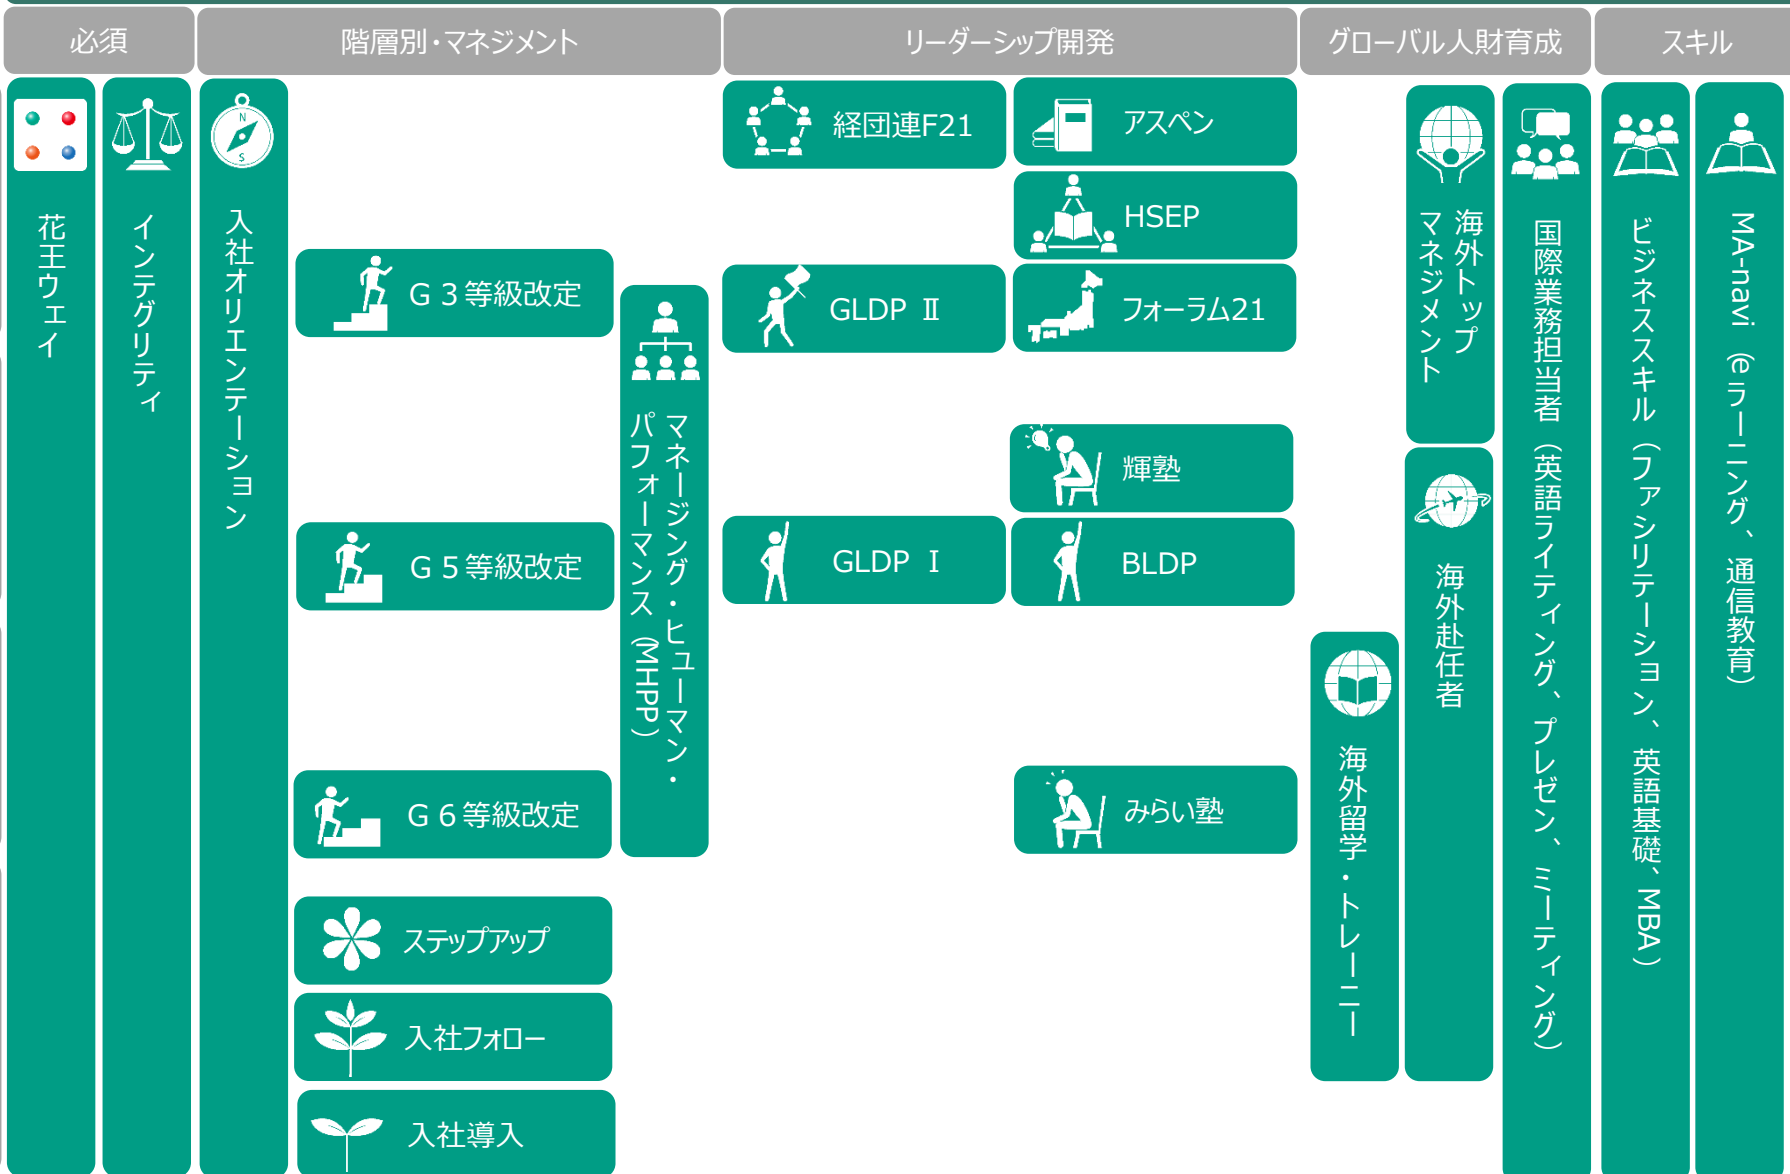 必須
階層別・マネジメント
リーダーシップ開発
グローバル人財育成
スキル
花王ウェイ
インテグリティ
入社オリエンテーション
G３等級改定
G５等級改定
G６等級改定
ステップアップ
入社フォロー
入社導入
マネージング・ヒューマン・
パフォーマンス（MHPP）
経団連F21
アスペン
HSEP
GLDP Ⅱ
フォーラム21
輝塾
GLDP Ⅰ
BLDP
みらい塾
海外留学・トレーニー
海外トップ
マネジメント
海外赴任者
国際業務担当者（英語ライティング、プレゼン、ミーティング）
ビジネススキル（ファシリテーション、英語基礎、MBA）
MA-navi（eラーニング、通信教育）
N
S